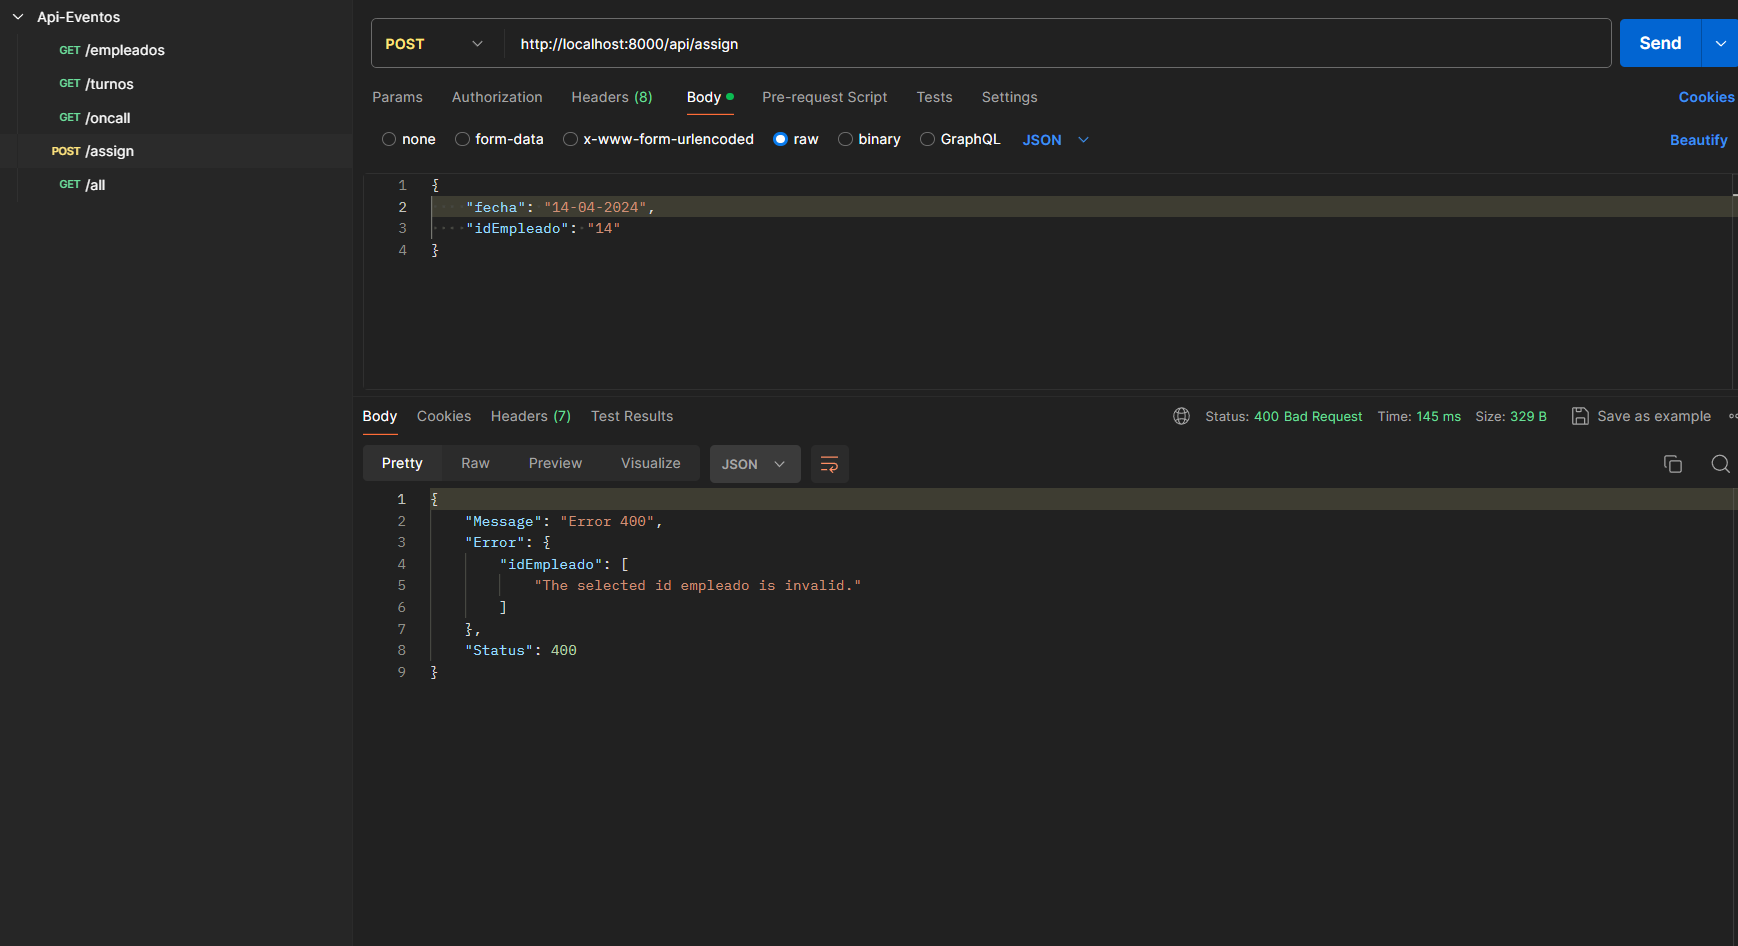 Api-Eventos
GET /empleados
GET /turnos
GET /oncall
POST /assign
GET /all
POST http://localhost:8000/api/assign Send
Params Authorization Headers (8) Body Pre-request Script Tests Settings Cookies
none form-data x-www-form-urlencoded raw binary GraphQL JSON Beautify
1 {
2 "fecha": "14-04-2024",
3 "idEmpleado": "14"
4 }
Body Cookies Headers (7) Test Results Status: 400 Bad Request Time: 145 ms Size: 329 B Save as example
Pretty Raw Preview Visualize JSON
1 {
2 "Message": "Error 400",
3 "Error": {
4 "idEmpleado": [
5 "The selected id empleado is invalid."
6 ]
7 },
8 "Status": 400
9 }